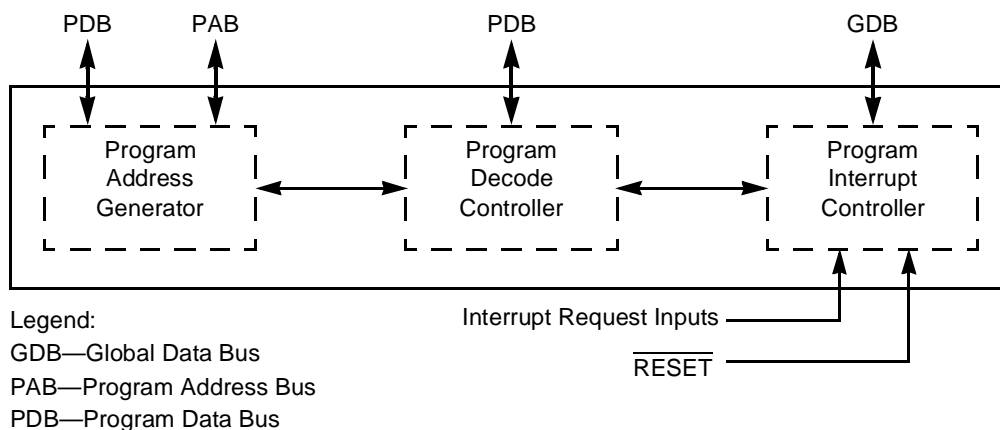 PDB PAB PDB GDB
Program
Address
Generator
Program
Decode
Controller
Program
Interrupt
Controller
Legend:
GDB—Global Data Bus
PAB—Program Address Bus
PDB—Program Data Bus
Interrupt Request Inputs
RESET